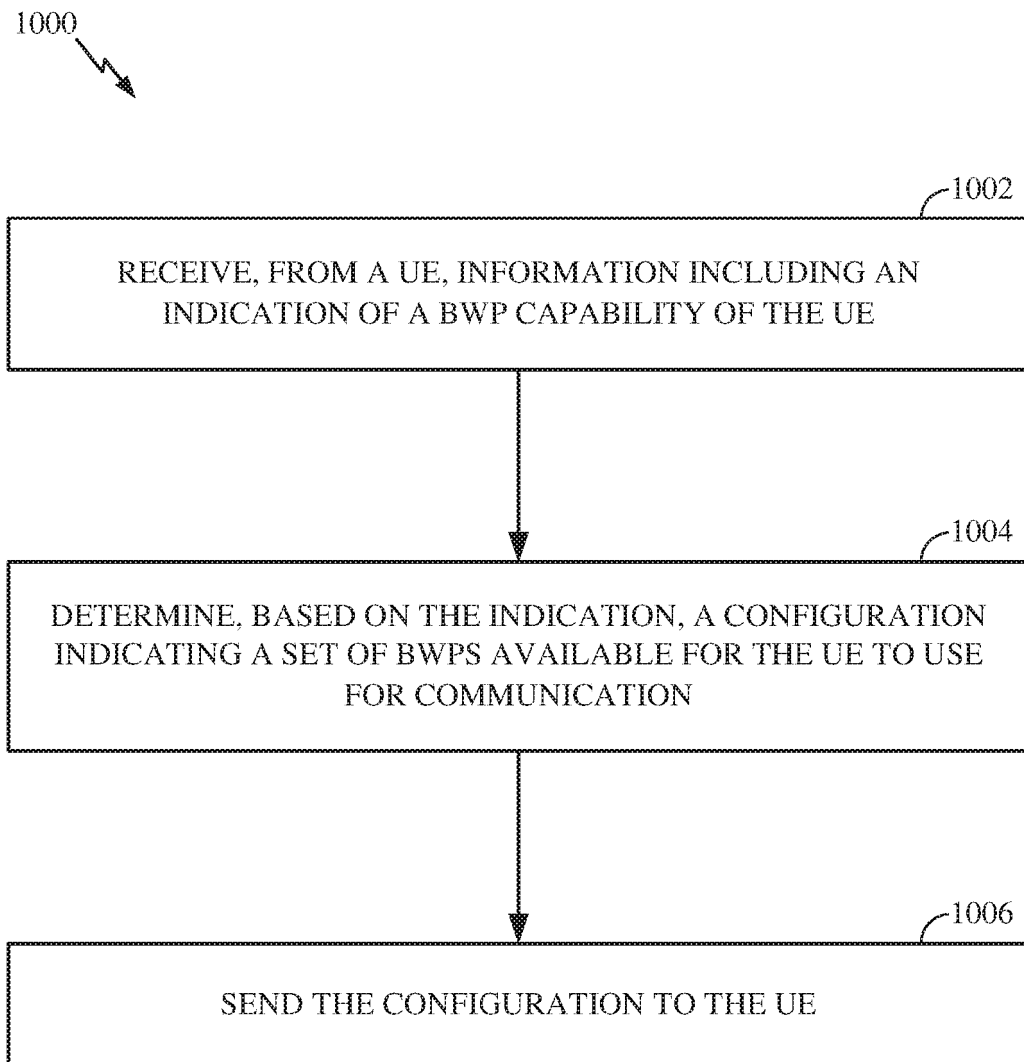 1000
1002
RECEIVE, FROM A UE, INFORMATION INCLUDING AN
INDICATION OF A BWP CAPABILITY OF THE UE
1004
DETERMINE, BASED ON THE INDICATION, A CONFIGURATION
INDICATING A SET OF BWPS AVAILABLE FOR THE UE TO USE
FOR COMMUNICATION
1006
SEND THE CONFIGURATION TO THE UE